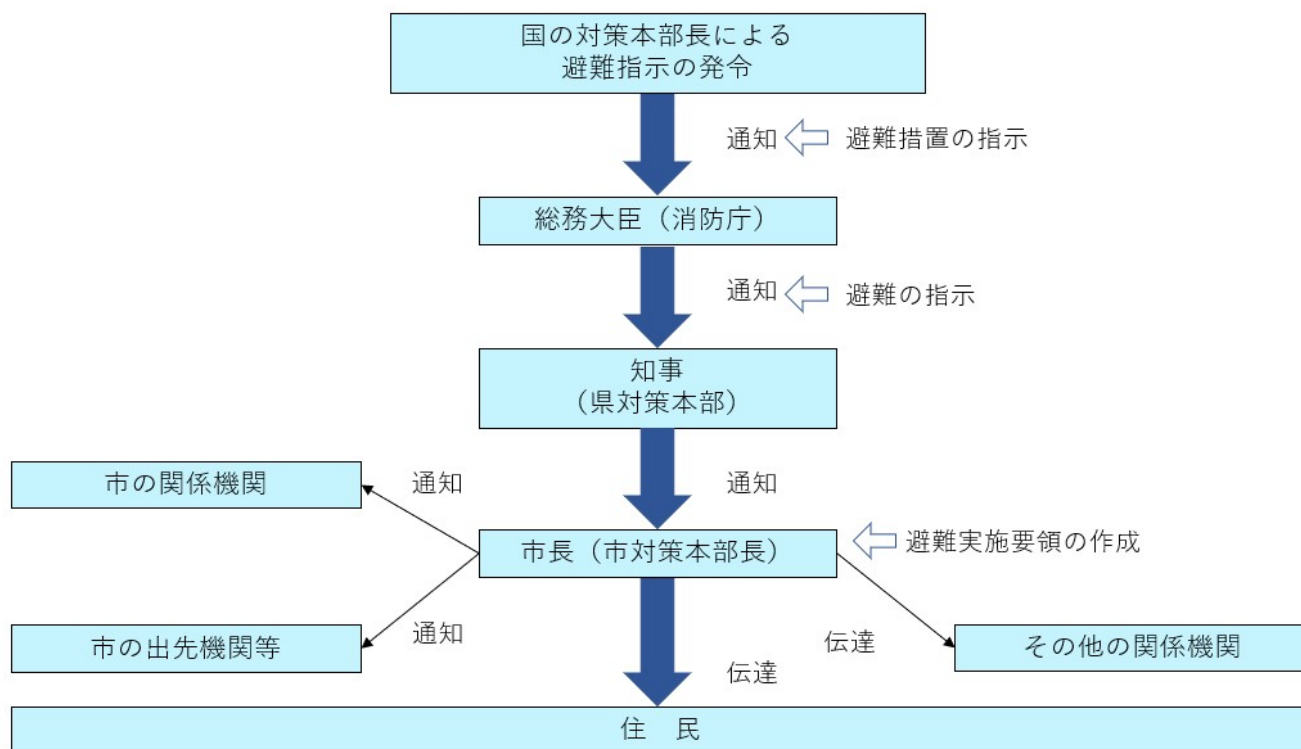 国の対策本部長による
避難指示の発令
通知
避難措置の指示
総務大臣（消防庁）
通知
避難の指示
知事
（県対策本部）
市の関係機関
通知
通知
市長（市対策本部長）
避難実施要領の作成
市の出先機関等
通知
伝達
その他の関係機関
伝達
住　民